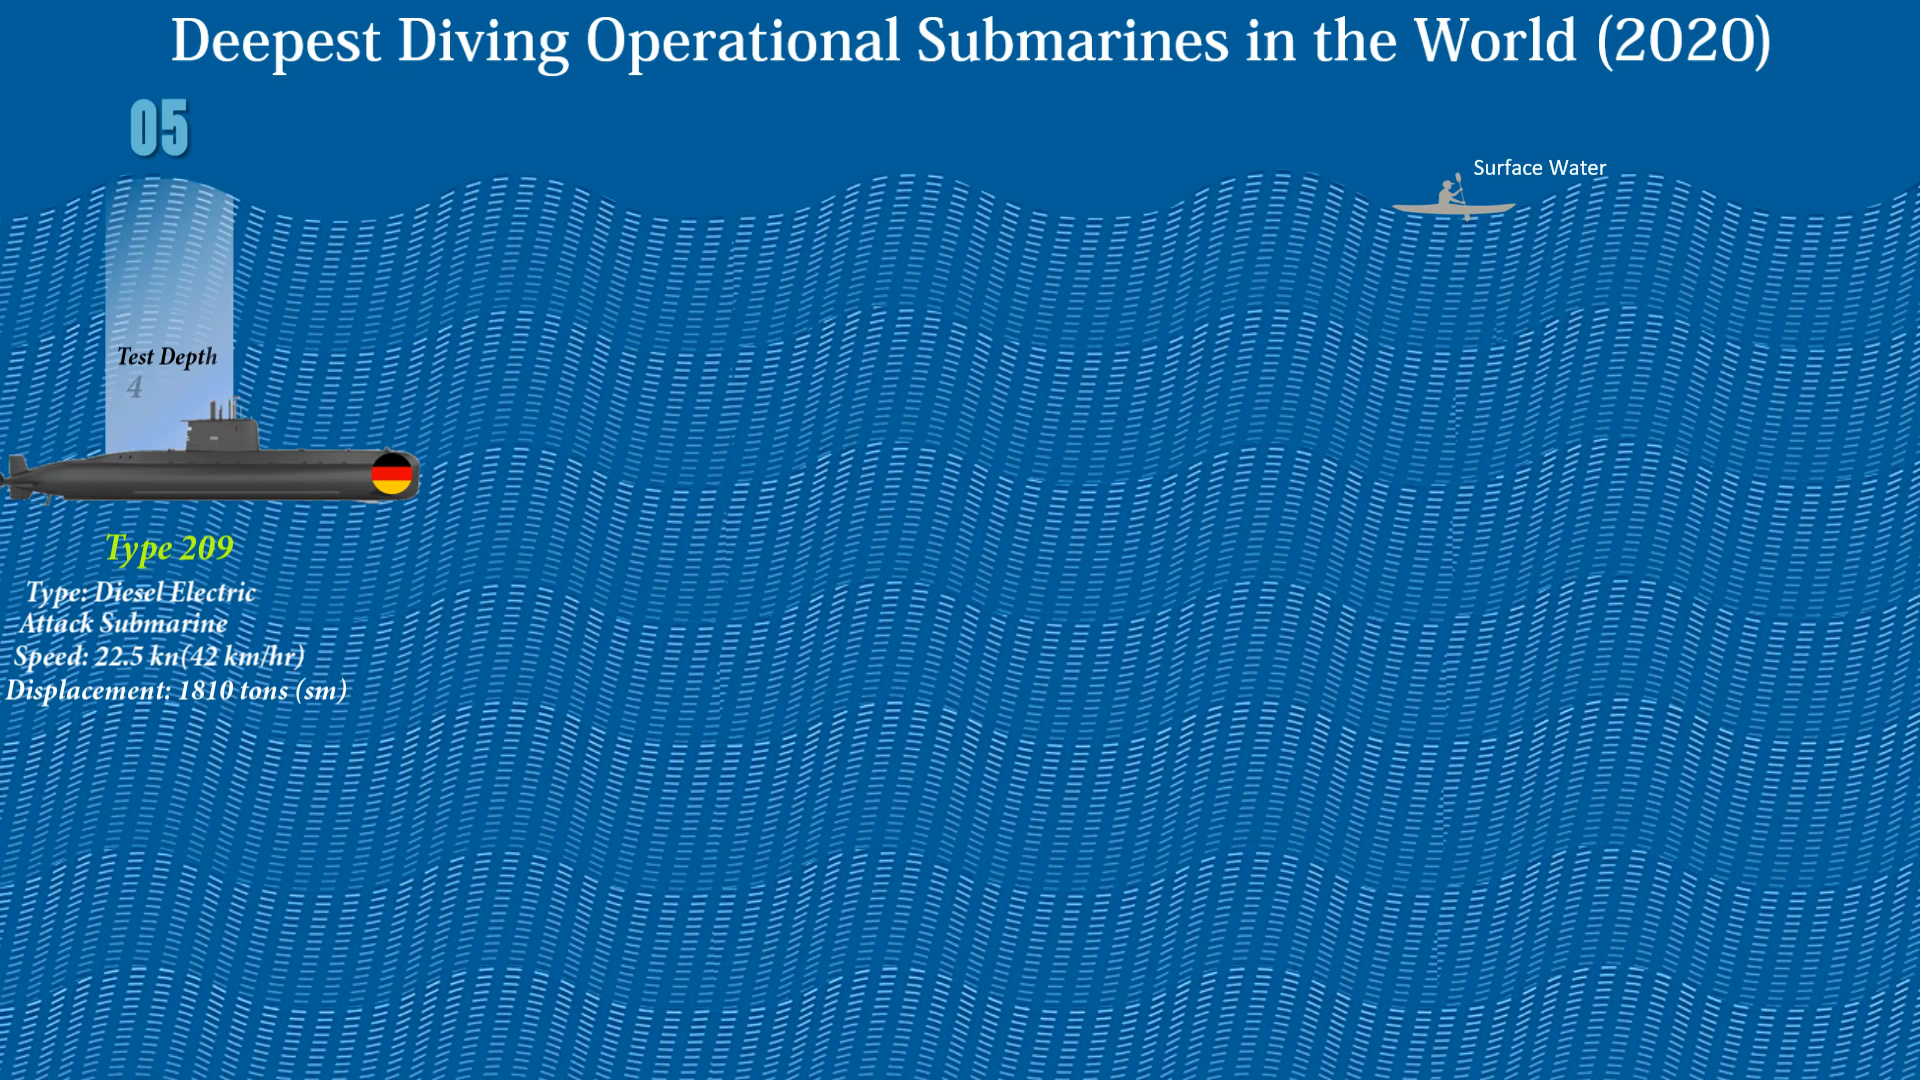 Deepest Diving Operational Submarines in the World (2020)
05
Surface Water
Test Depth
4
Type 209
Type: Diesel Electric
Attack Submarine
Speed: 22.5 kn(42 km/hr)
Displacement: 1810 tons (sm)